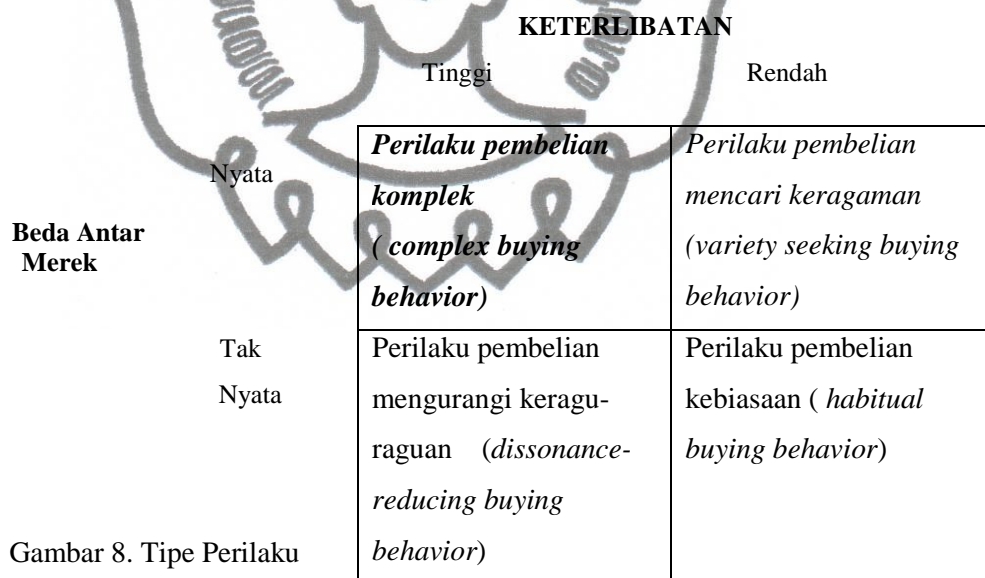 KETERLIBATAN
Tinggi Rendah
Nyata
Beda Antar
Merek
Perilaku pembelian
komplek
( complex buying
behavior)
Perilaku pembelian
mencari keragaman
(variety seeking buying
behavior)
Tak
Nyata
Perilaku pembelian
mengurangi keragu-
raguan (dissonance-
reducing buying
behavior)
Perilaku pembelian
kebiasaan ( habitual
buying behavior)
Gambar 8. Tipe Perilaku